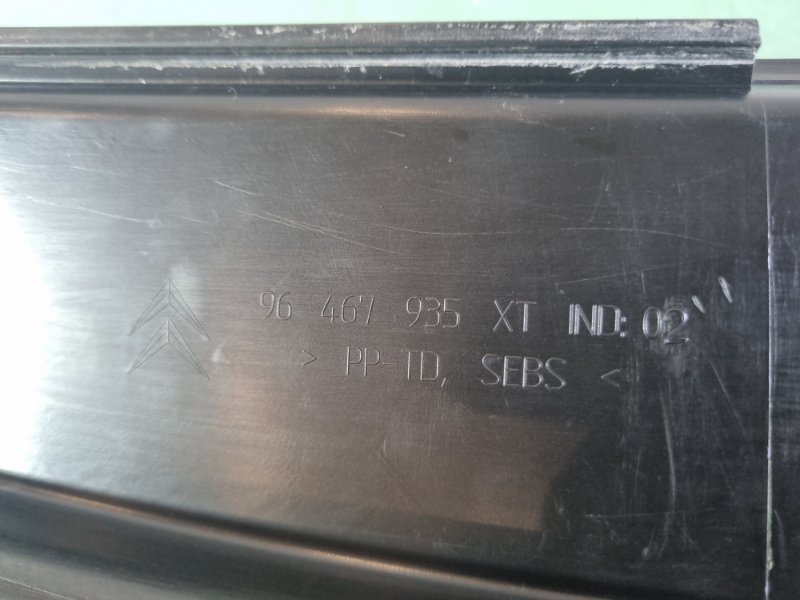 96 467 935 XT IND: 02
> PP-TD, SEBS <